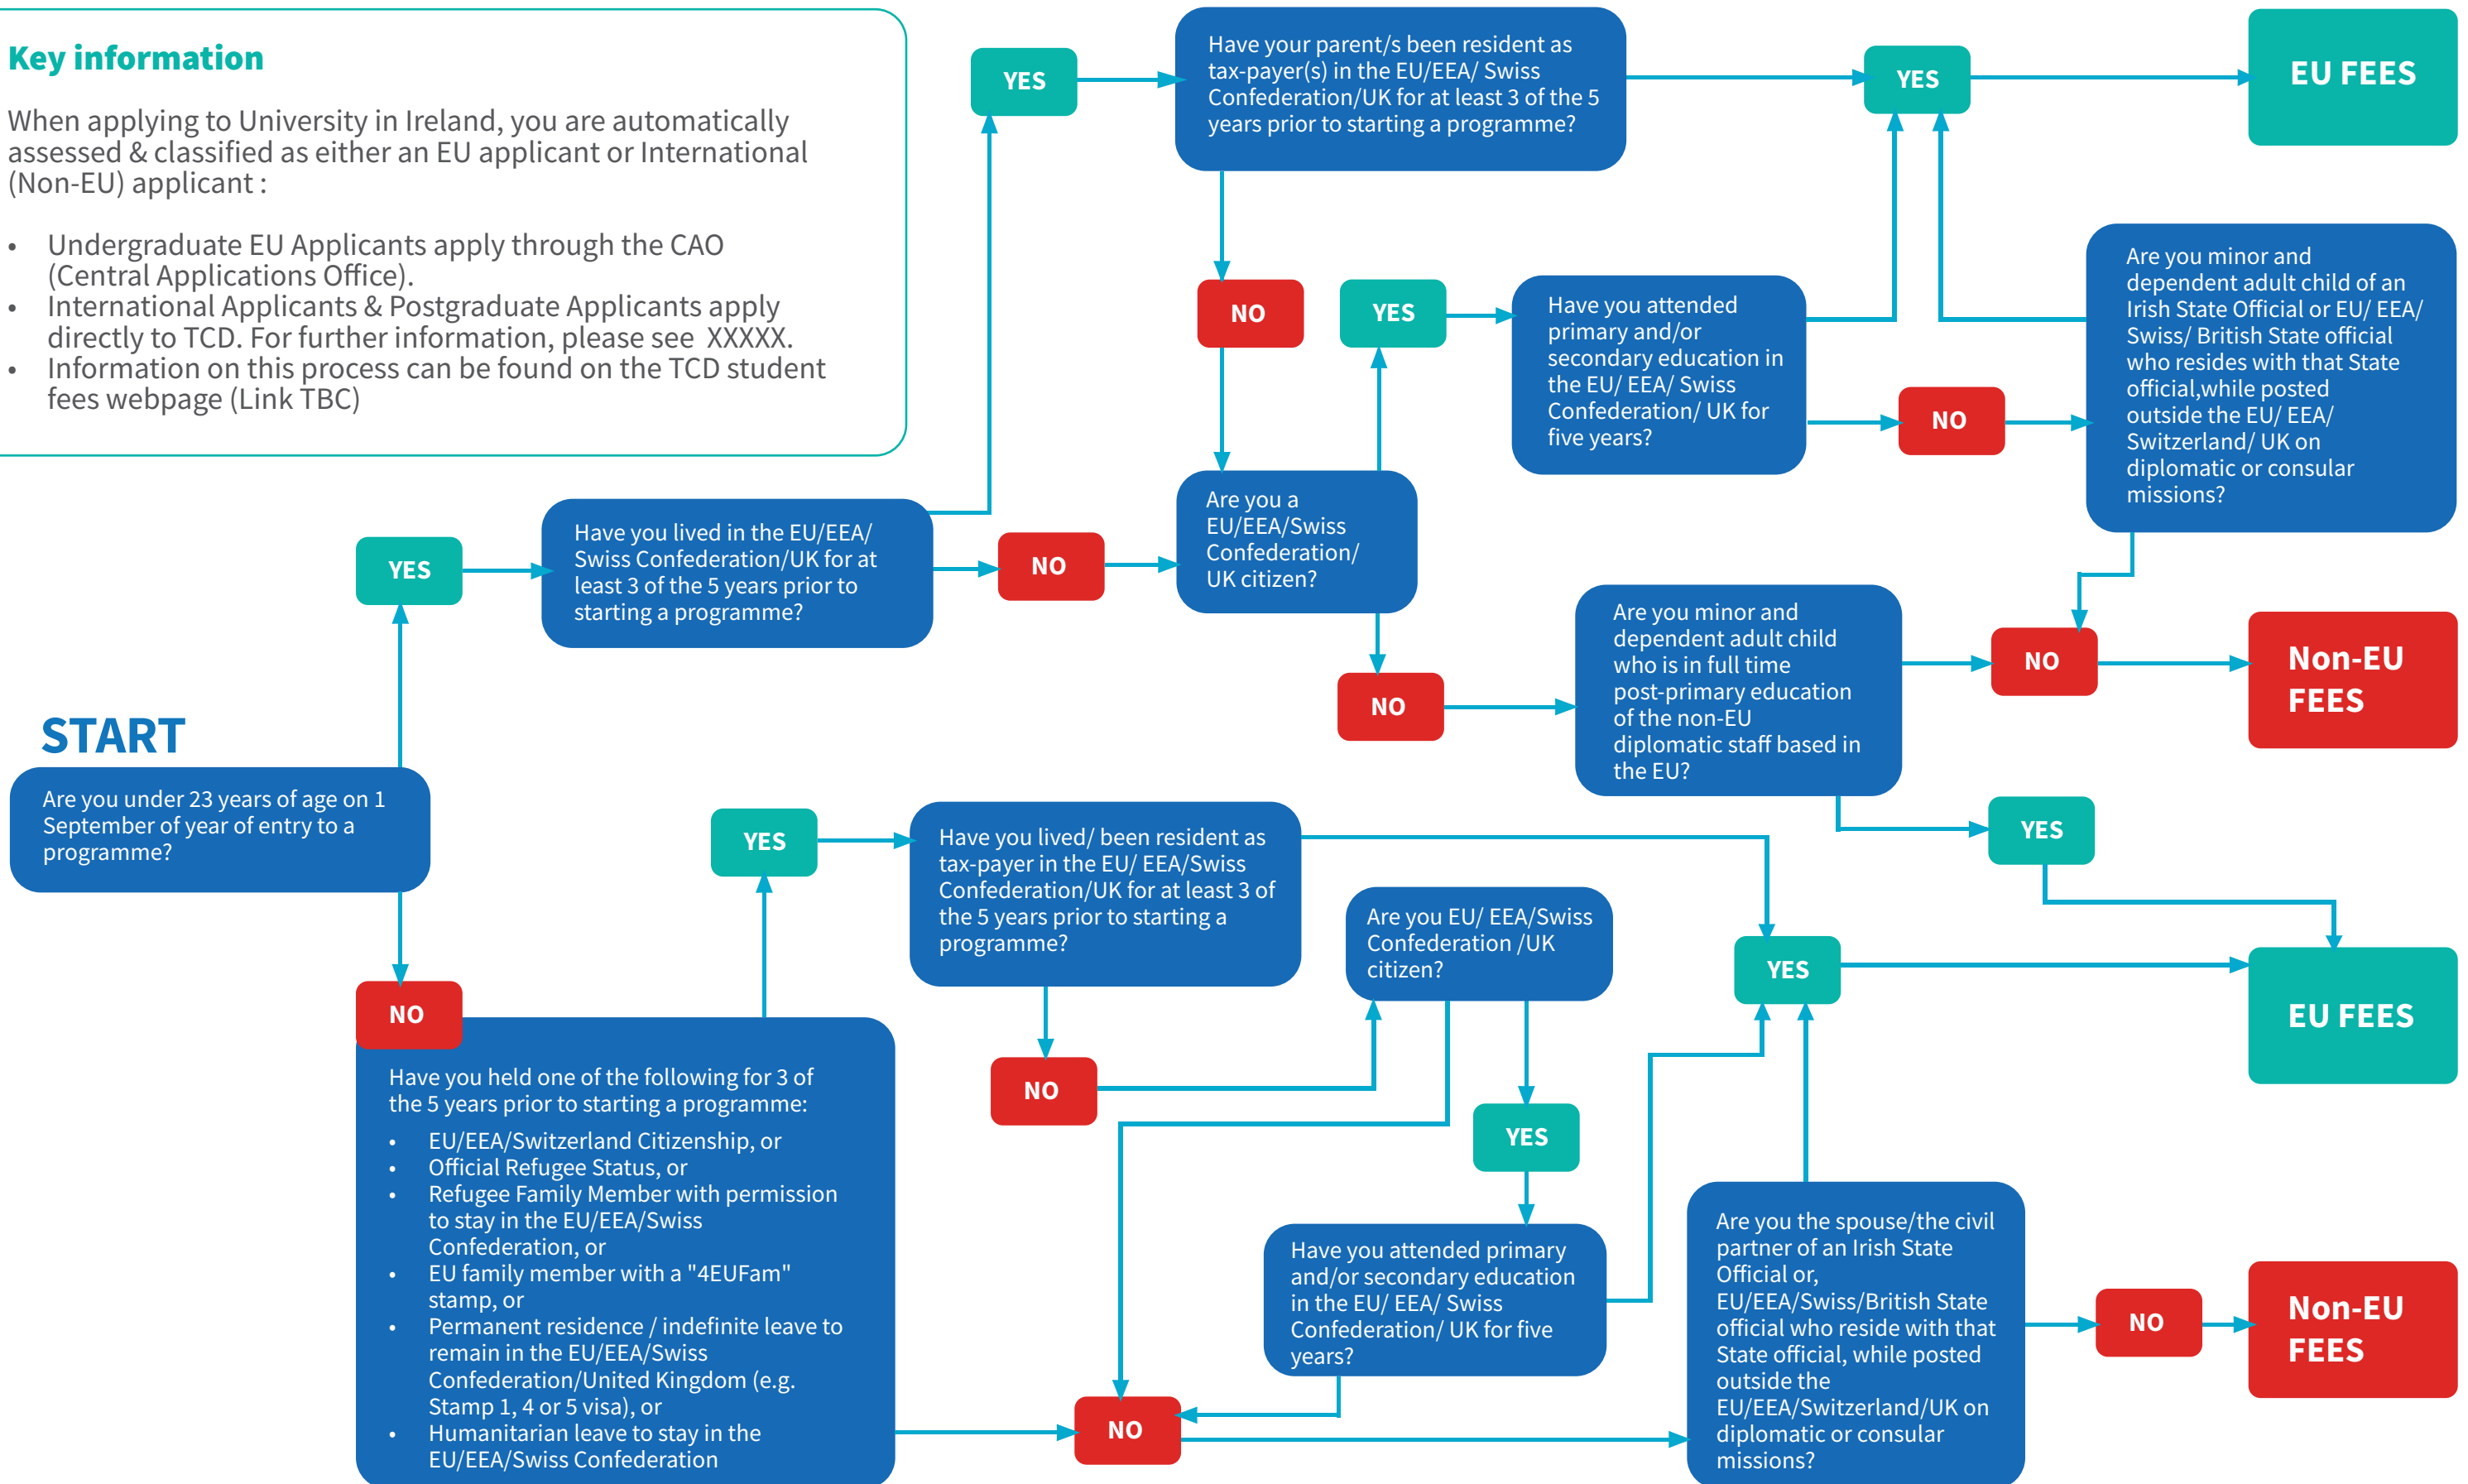 Key information
When applying to University in Ireland, you are automatically
assessed & classified as either an EU applicant or International
(Non-EU) applicant :
• Undergraduate EU Applicants apply through the CAO
(Central Applications Office).
• International Applicants & Postgraduate Applicants apply
directly to TCD. For further information, please see XXXXX.
• Information on this process can be found on the TCD student
fees webpage (Link TBC)
YES
Have your parent/s been resident as
tax-payer(s) in the EU/EEA/ Swiss
Confederation/UK for at least 3 of the 5
years prior to starting a programme?
YES
EU FEES
NO
YES
Have you attended
primary and/or
secondary education in
the EU/ EEA/ Swiss
Confederation/ UK for
five years?
NO
Are you minor and
dependent adult child of an
Irish State Official or EU/ EEA/
Swiss/ British State official
who resides with that State
official,while posted
outside the EU/ EEA/
Switzerland/ UK on
diplomatic or consular
missions?
YES
Have you lived in the EU/EEA/
Swiss Confederation/UK for at
least 3 of the 5 years prior to
starting a programme?
NO
Are you a
EU/EEA/Swiss
Confederation/
UK citizen?
NO
Are you minor and
dependent adult child
who is in full time
post-primary education
of the non-EU
diplomatic staff based in
the EU?
NO
Non-EU
FEES
START
Are you under 23 years of age on 1
September of year of entry to a
programme?
YES
Have you lived/ been resident as
tax-payer in the EU/ EEA/Swiss
Confederation/UK for at least 3 of
the 5 years prior to starting a
programme?
YES
Are you EU/ EEA/Swiss
Confederation /UK
citizen?
YES
EU FEES
NO
Have you held one of the following for 3 of
the 5 years prior to starting a programme:
• EU/EEA/Switzerland Citizenship, or
• Official Refugee Status, or
• Refugee Family Member with permission
to stay in the EU/EEA/Swiss
Confederation, or
• EU family member with a "4EUFam"
stamp, or
• Permanent residence / indefinite leave to
remain in the EU/EEA/Swiss
Confederation/United Kingdom (e.g.
Stamp 1, 4 or 5 visa), or
• Humanitarian leave to stay in the
EU/EEA/Swiss Confederation
NO
YES
Have you attended primary
and/or secondary education
in the EU/ EEA/ Swiss
Confederation/ UK for five
years?
NO
Are you the spouse/the civil
partner of an Irish State
Official or,
EU/EEA/Swiss/British State
official who reside with that
State official, while posted
outside the
EU/EEA/Switzerland/UK on
diplomatic or consular
missions?
NO
Non-EU
FEES